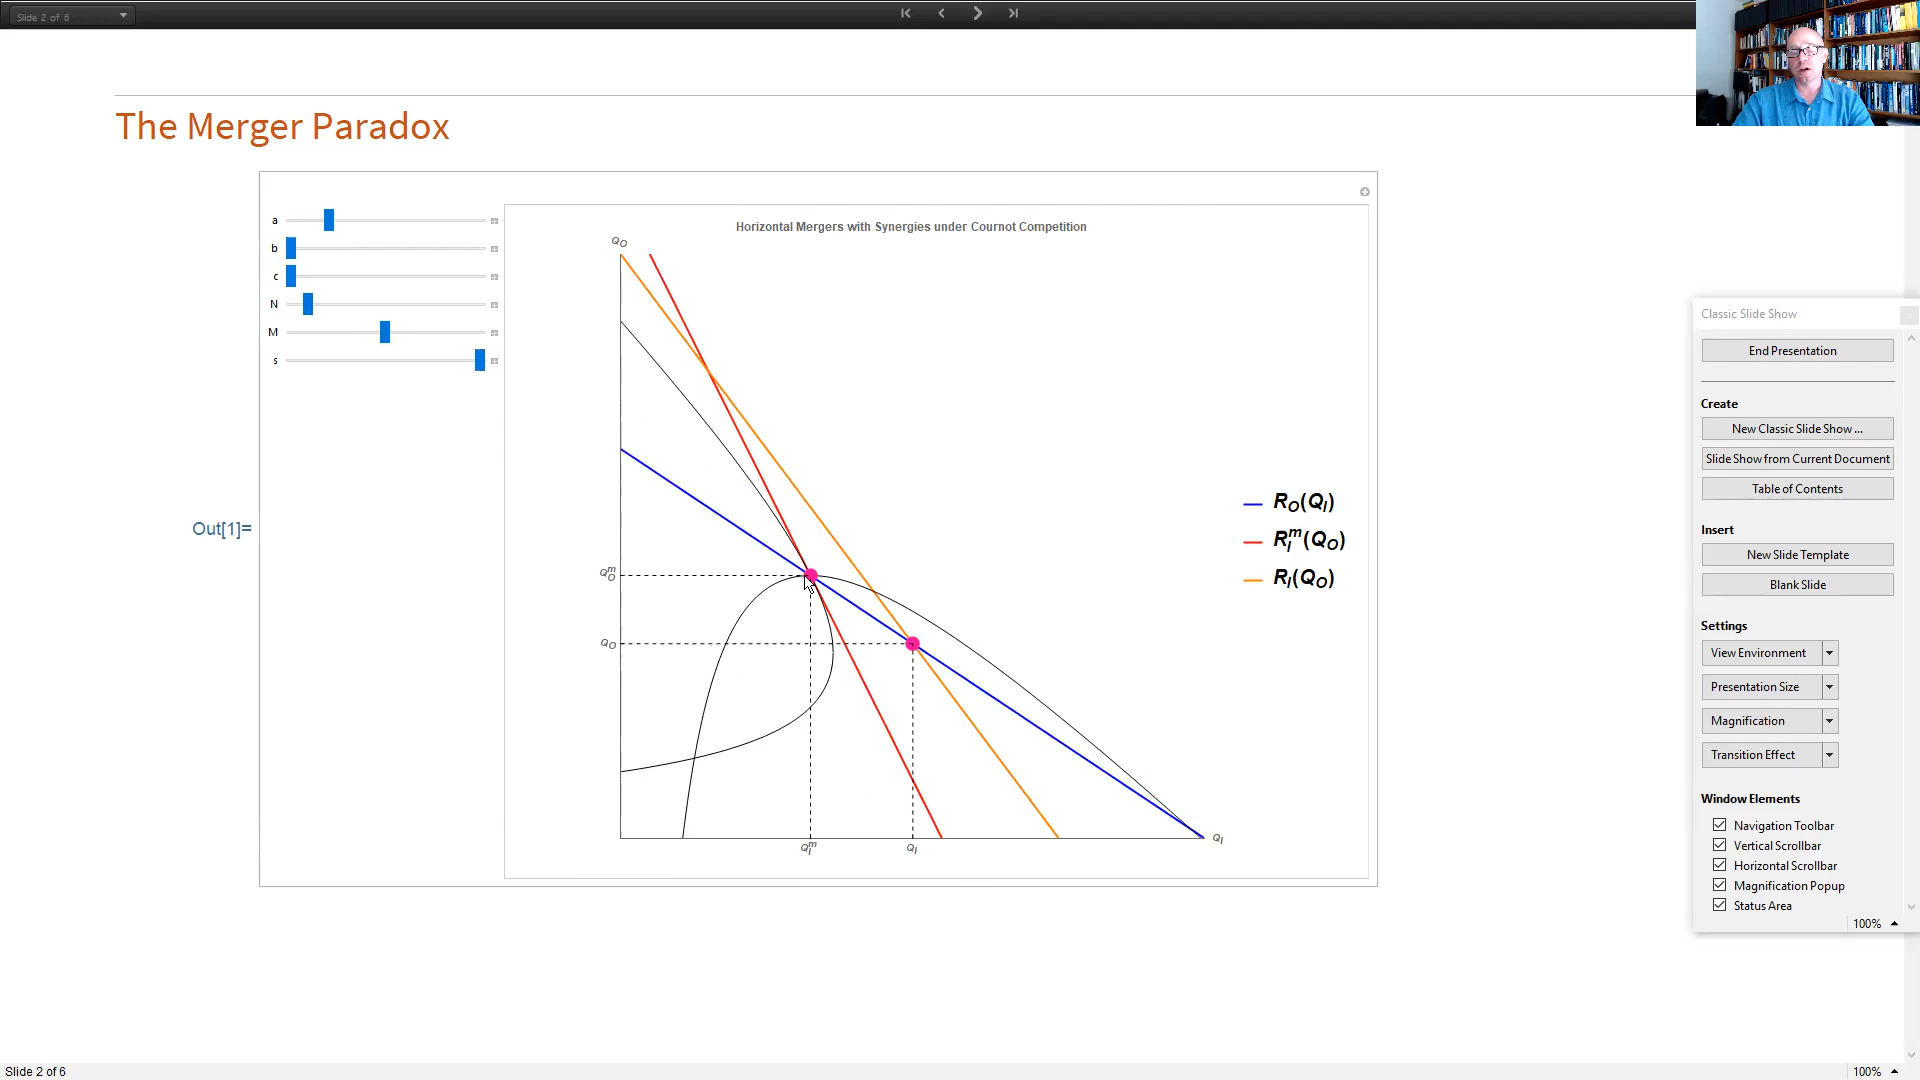 Slide 2 of 6
The Merger Paradox
a
b
c
N
M
s
Out[1]=
Horizontal Mergers with Synergies under Cournot Competition
Q_O
Q_O^m
Q_O
Q_I^m
Q_I
Q_I
R_O(Q_I)
R_I^m(Q_O)
R_I(Q_O)
Classic Slide Show
End Presentation
Create
New Classic Slide Show ...
Slide Show from Current Document
Table of Contents
Insert
New Slide Template
Blank Slide
Settings
View Environment
Presentation Size
Magnification
Transition Effect
Window Elements
Navigation Toolbar
Vertical Scrollbar
Horizontal Scrollbar
Magnification Popup
Status Area
100%
Slide 2 of 6
100%